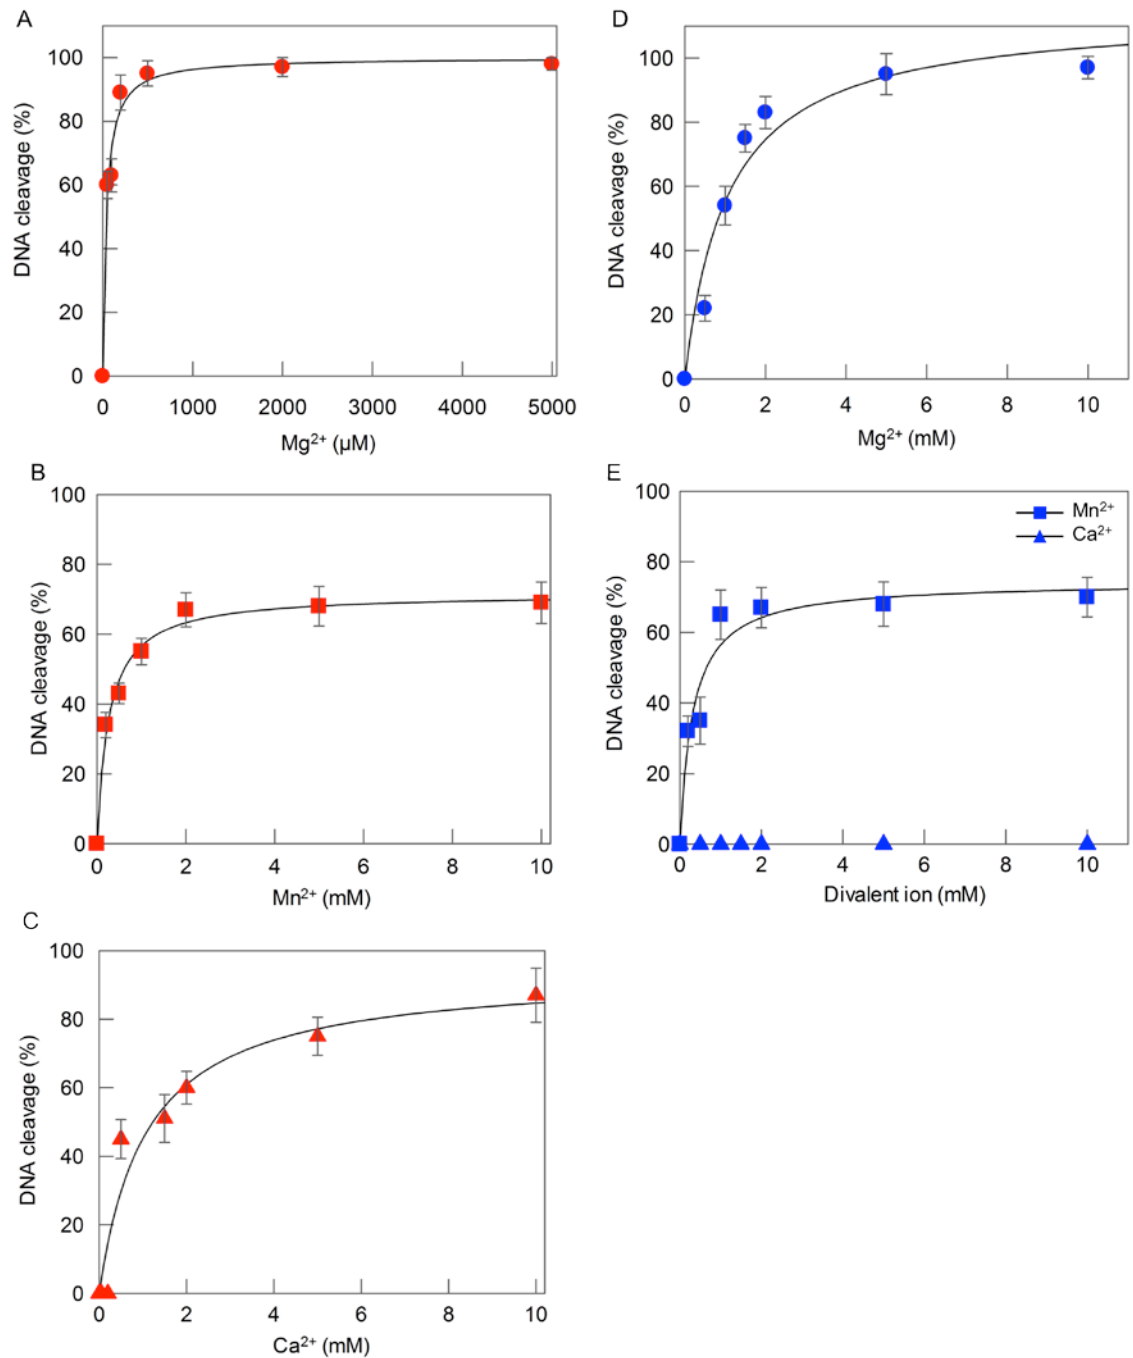 A
DNA cleavage (%)
100
80
60
40
20
0
0 1000 2000 3000 4000 5000
Mg²⁺ (µM)
D
DNA cleavage (%)
100
80
60
40
20
0
0 2 4 6 8 10
Mg²⁺ (mM)
B
DNA cleavage (%)
100
80
60
40
20
0
0 2 4 6 8 10
Mn²⁺ (mM)
E
DNA cleavage (%)
100
80
60
40
20
0
0 2 4 6 8 10
Divalent ion (mM)
Mn²⁺
Ca²⁺
C
DNA cleavage (%)
100
80
60
40
20
0
0 2 4 6 8 10
Ca²⁺ (mM)